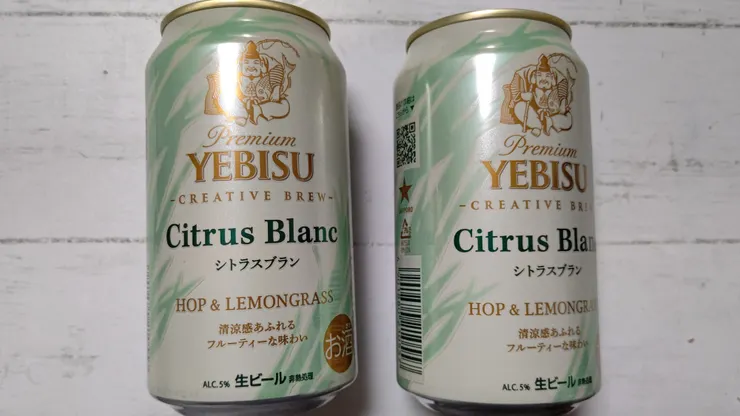 Premium
YEBISU
-CREATIVE BREW-
Citrus Blanc
シトラスブラン
HOP & LEMONGRASS
清涼感あふれる
フルーティーな味わい
お酒
ALC.5% 生ビール 非熱処理
Premium
YEBISU
-CREATIVE BREW
Citrus Blanc
シトラスブラン
HOP & LEMONGRA
清涼感あふれる
フルーティーな味わい
ALC.5% 生ビール 非熱処理